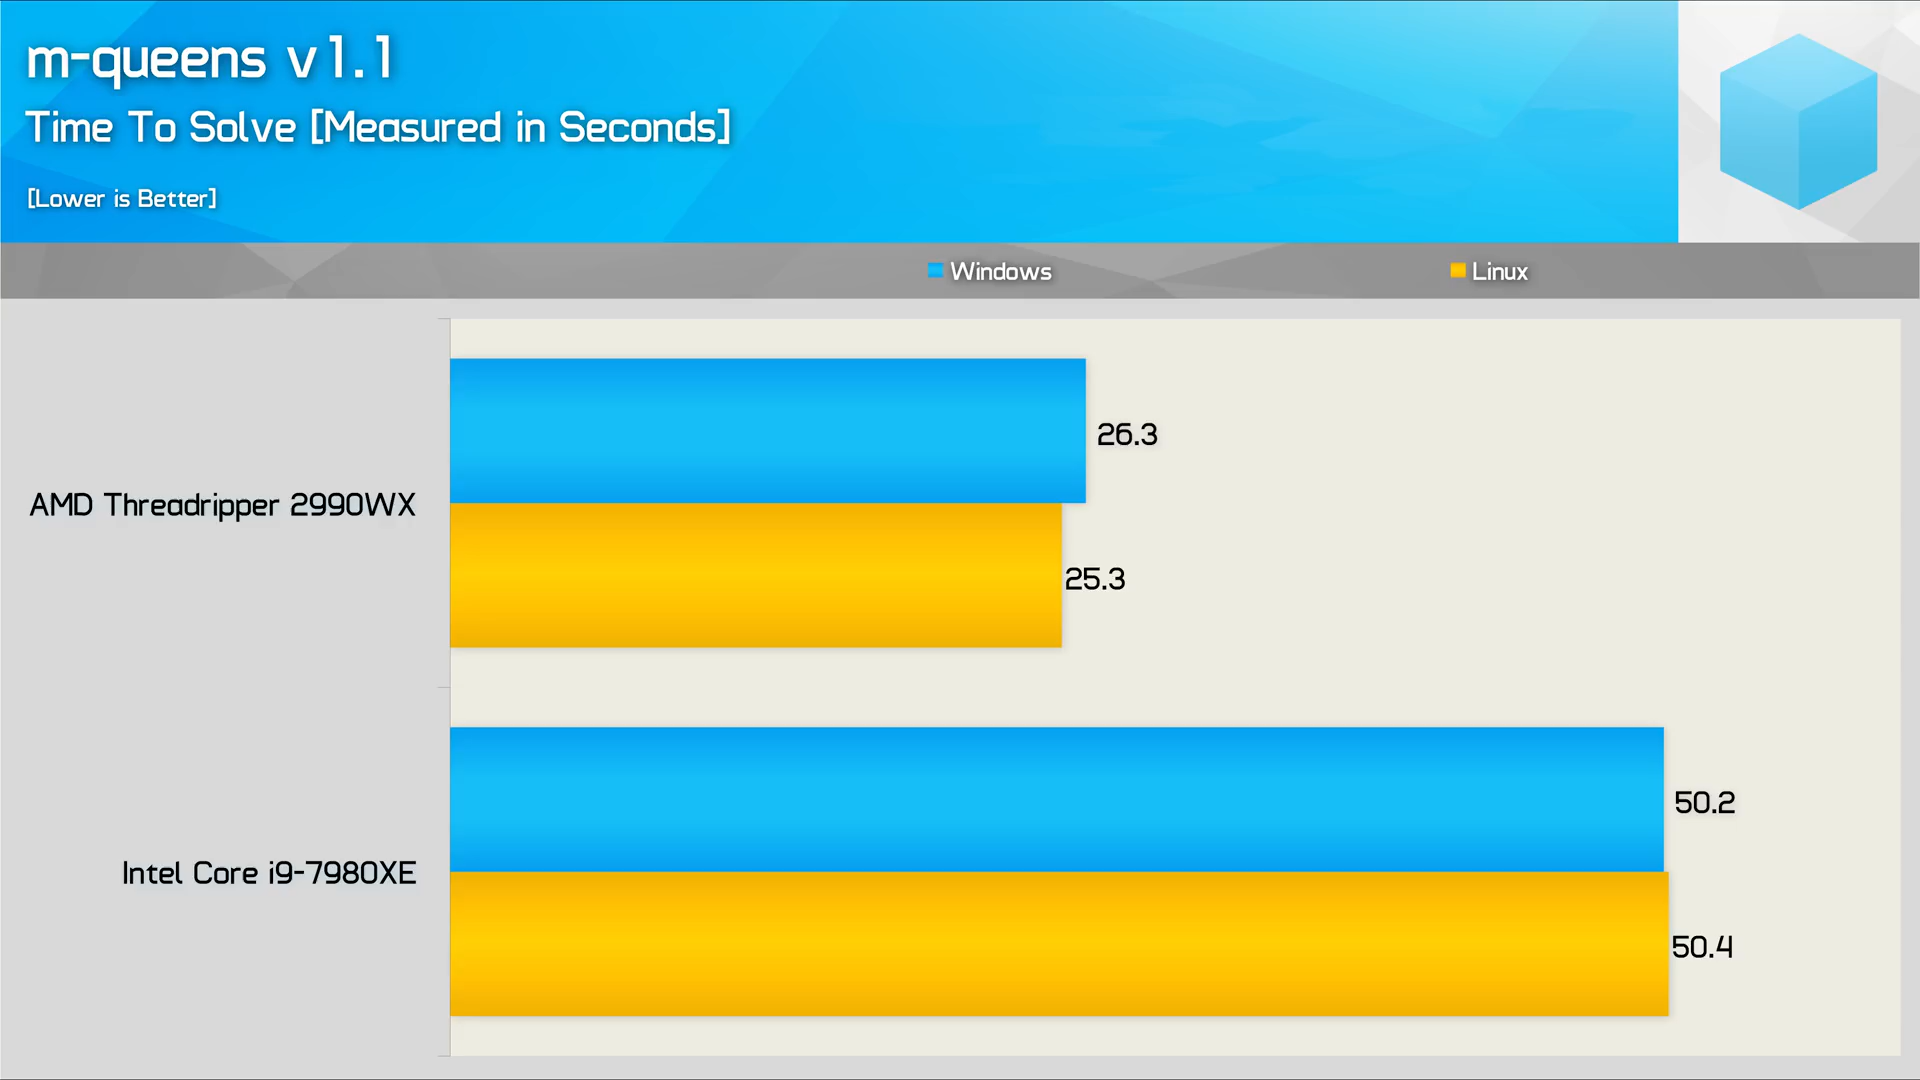 m-queens v1.1
Time To Solve [Measured in Seconds]
[Lower is Better]
Windows
Linux
AMD Threadripper 2990WX
26.3
25.3
Intel Core i9-7980XE
50.2
50.4